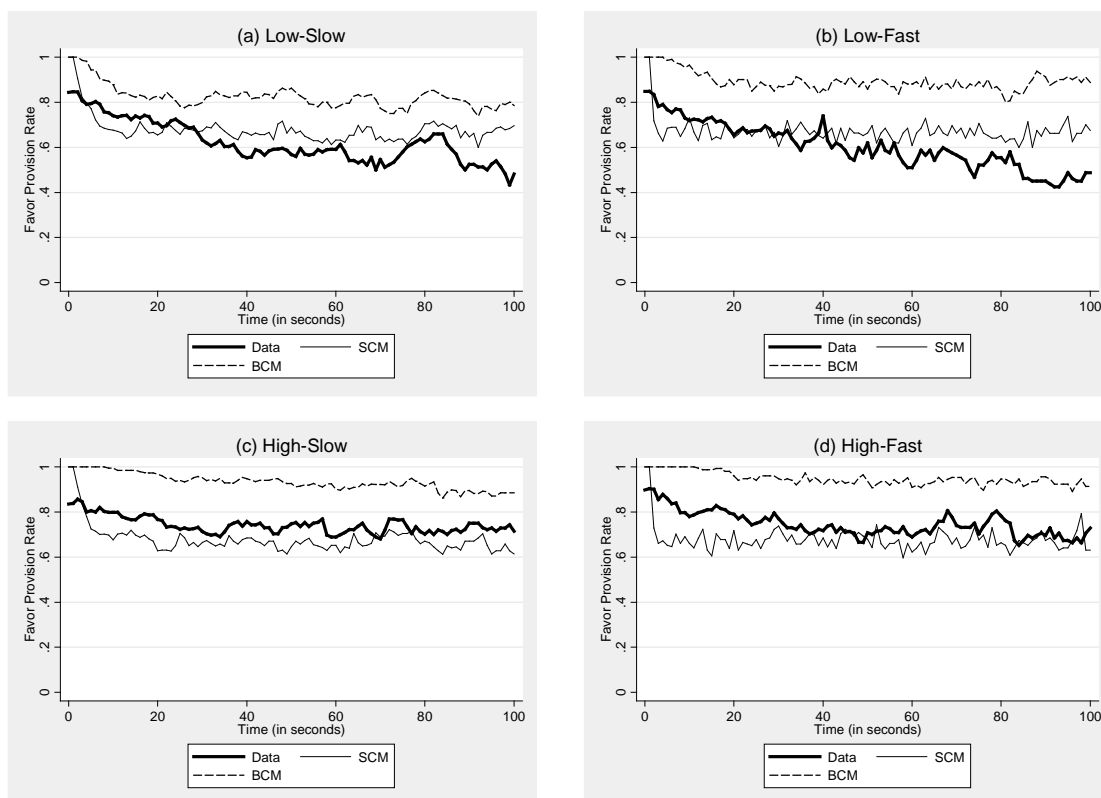 (a) Low-Slow
Favor Provision Rate
0 .2 .4 .6 .8 1
0 20 40 60 80 100
Time (in seconds)
Data SCM
BCM
(b) Low-Fast
Favor Provision Rate
0 .2 .4 .6 .8 1
0 20 40 60 80 100
Time (in seconds)
Data SCM
BCM
(c) High-Slow
Favor Provision Rate
0 .2 .4 .6 .8 1
0 20 40 60 80 100
Time (in seconds)
Data SCM
BCM
(d) High-Fast
Favor Provision Rate
0 .2 .4 .6 .8 1
0 20 40 60 80 100
Time (in seconds)
Data SCM
BCM